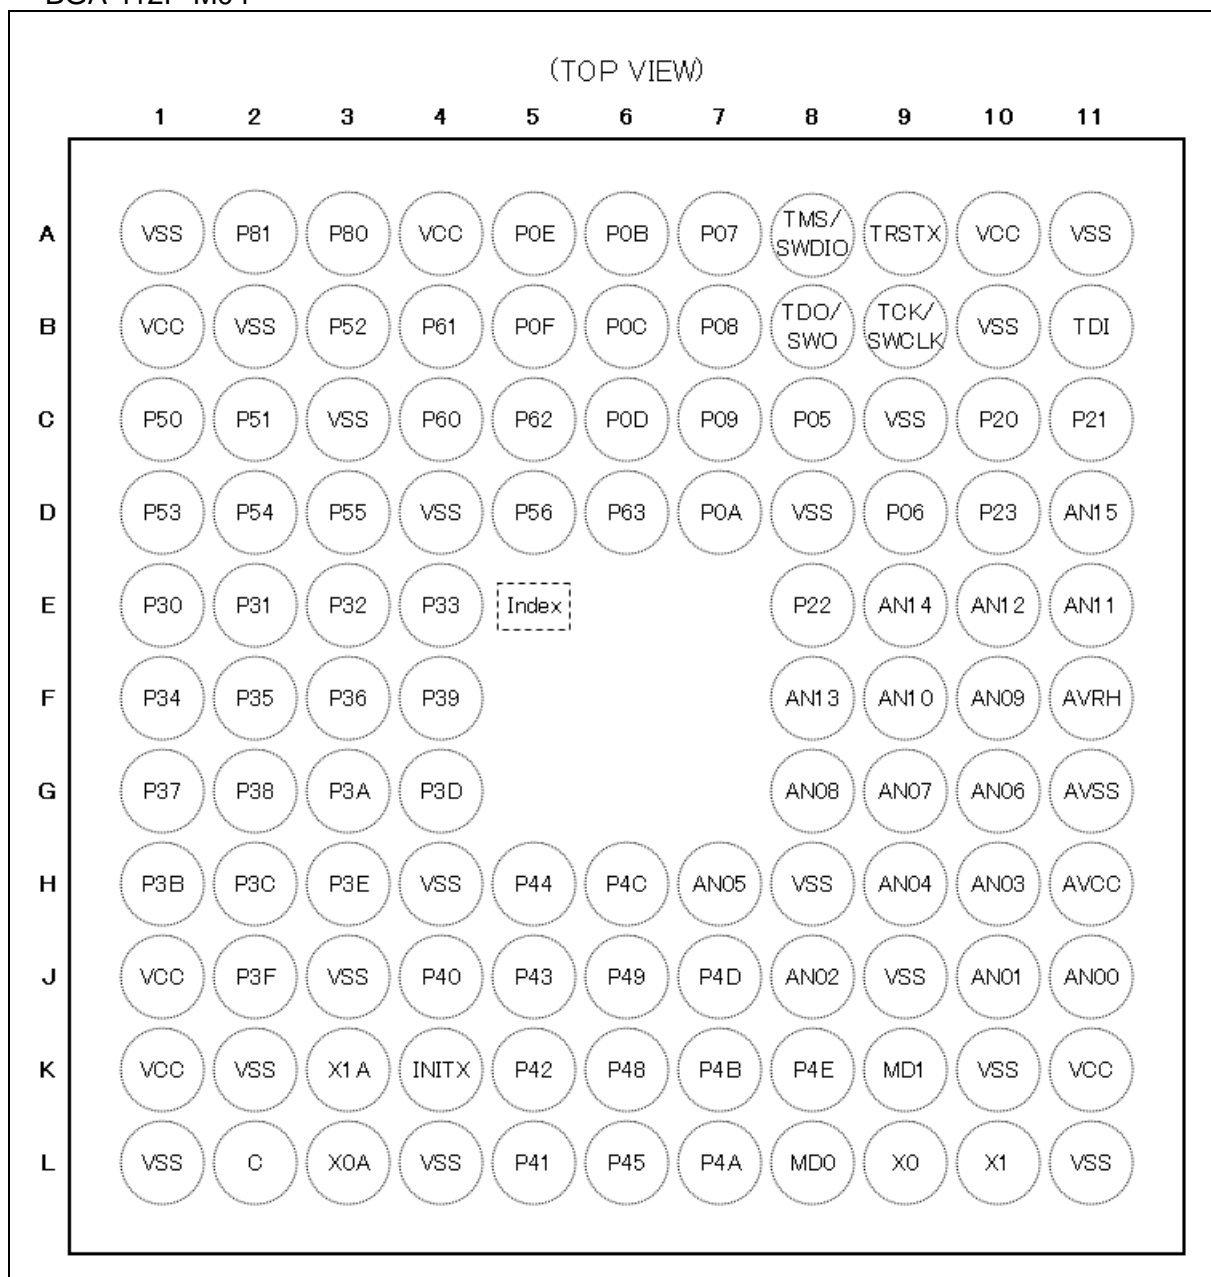 (TOP VIEW)
1 2 3 4 5 6 7 8 9 10 11
A VSS P81 P80 VCC P0E P0B P07 TMS/SWDIO TRSTX VCC VSS
B VCC VSS P52 P61 P0F P0C P08 TDO/SWO TCK/SWCLK VSS TDI
C P50 P51 VSS P60 P62 P0D P09 P05 VSS P20 P21
D P53 P54 P55 VSS P56 P63 P0A VSS P06 P23 AN15
E P30 P31 P32 P33 Index P22 AN14 AN12 AN11
F P34 P35 P36 P39 AN13 AN10 AN09 AVRH
G P37 P38 P3A P3D AN08 AN07 AN06 AVSS
H P3B P3C P3E VSS P44 P4C AN05 VSS AN04 AN03 AVCC
J VCC P3F VSS P40 P43 P49 P4D AN02 VSS AN01 AN00
K VCC VSS X1A INITX P42 P48 P4B P4E MD1 VSS VCC
L VSS C X0A VSS P41 P45 P4A MD0 X0 X1 VSS